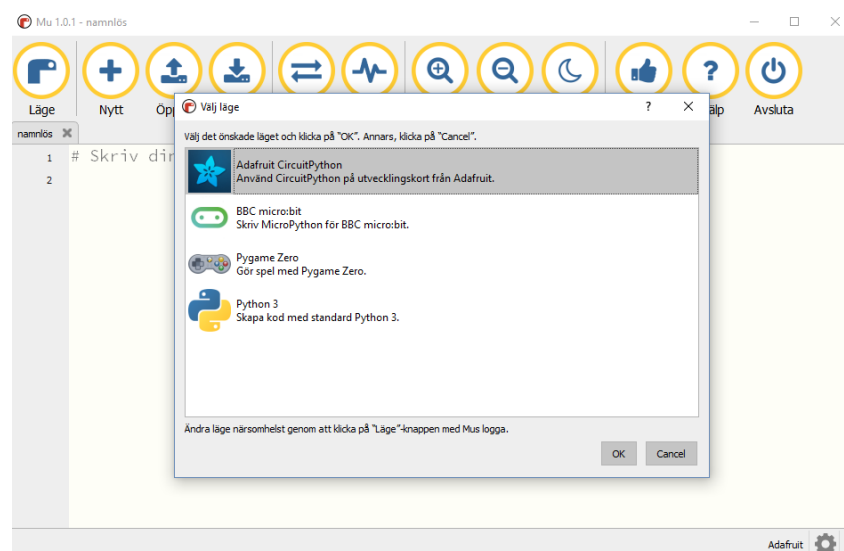 Mu 1.0.1 - namnlös
Läge
Nytt
Avsluta
Välj läge
?
namnlös
Välj det önskade läget och klicka på "OK". Annars, klicka på "Cancel".
1 # Skriv dir
2
Adafruit CircuitPython
Använd CircuitPython på utvecklingskort från Adafruit.
BBC micro:bit
Skriv MicroPython för BBC micro:bit.
Pygame Zero
Gör spel med Pygame Zero.
Python 3
Skapa kod med standard Python 3.
Ändra läge närsomhelst genom att klicka på "Läge"-knappen med Mus logga.
OK
Cancel
Adafruit